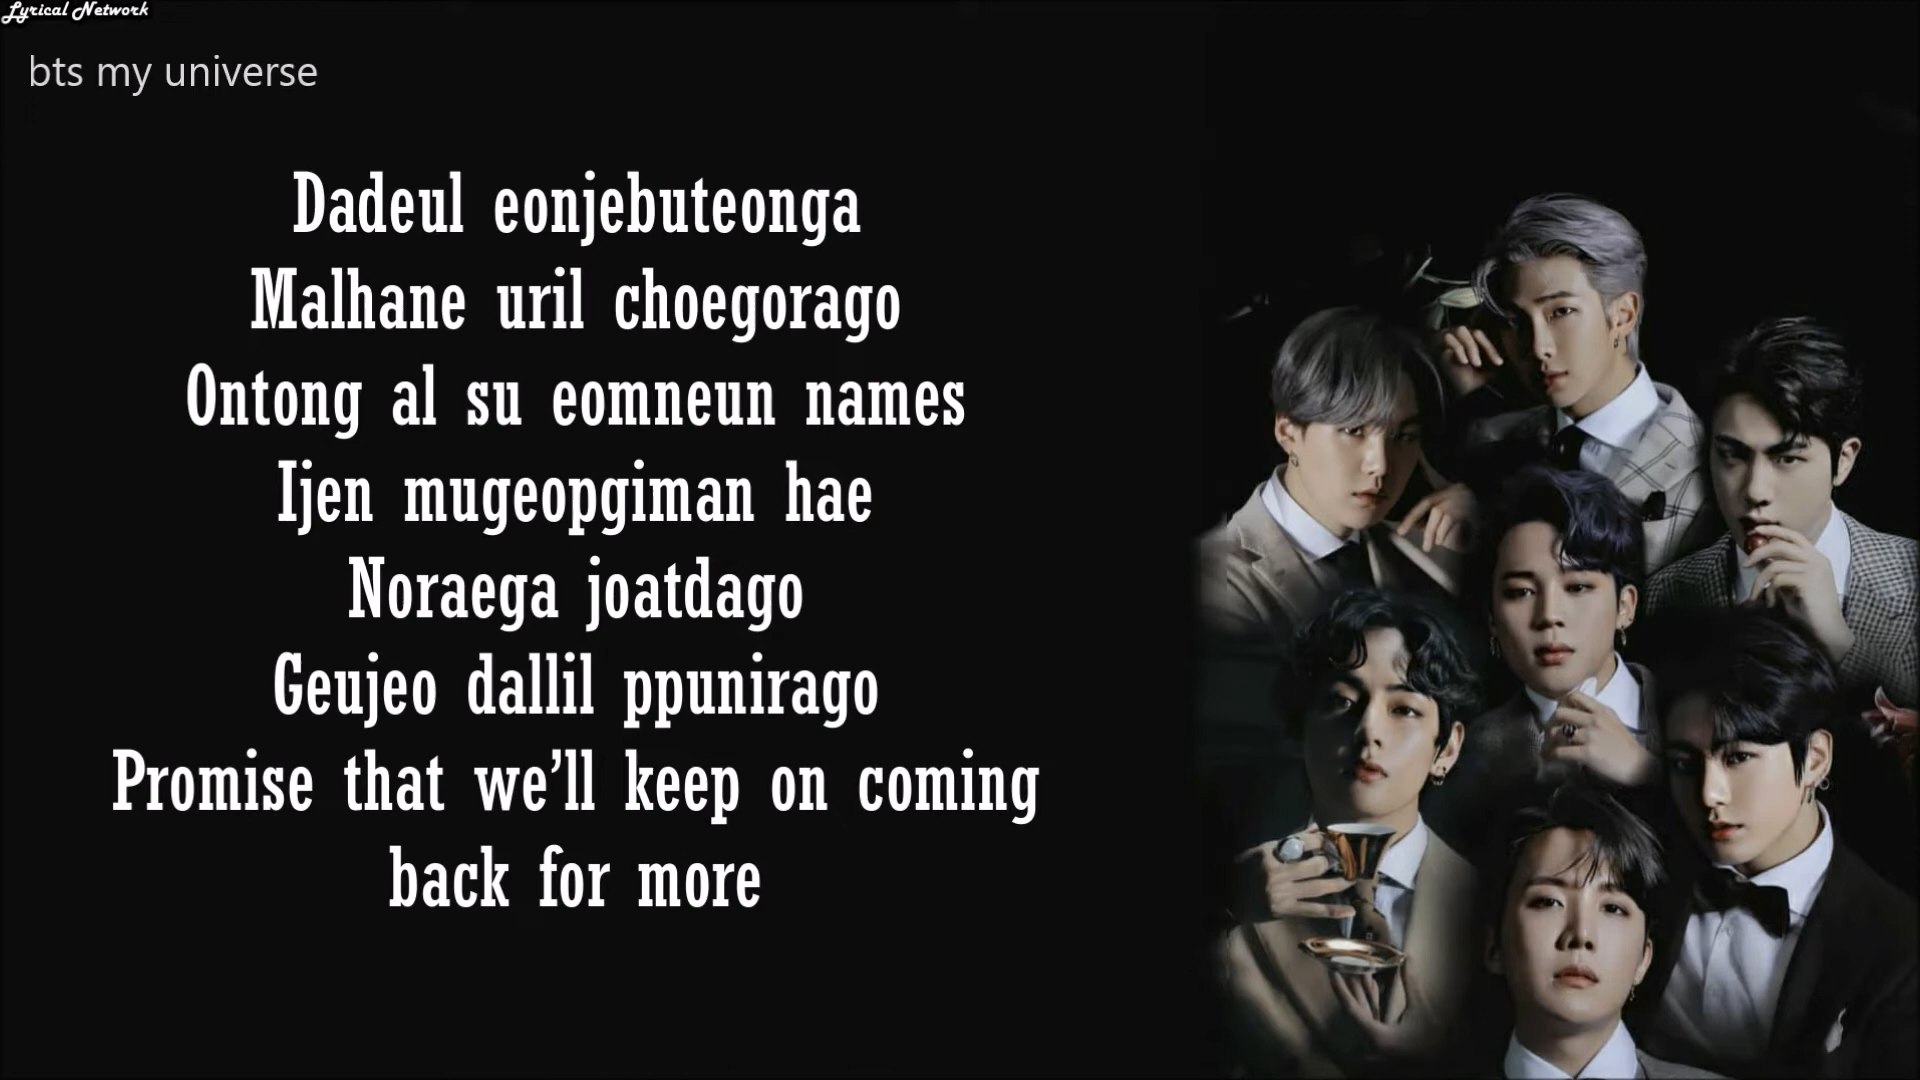 Lyrical Network
bts my universe
Dadeul eonjebuteonga
Malhane uril choegorago
Ontong al su eomneun names
Ijen mugeopgiman hae
Noraega joatdago
Geujeo dallil ppunirago
Promise that we’ll keep on coming
back for more